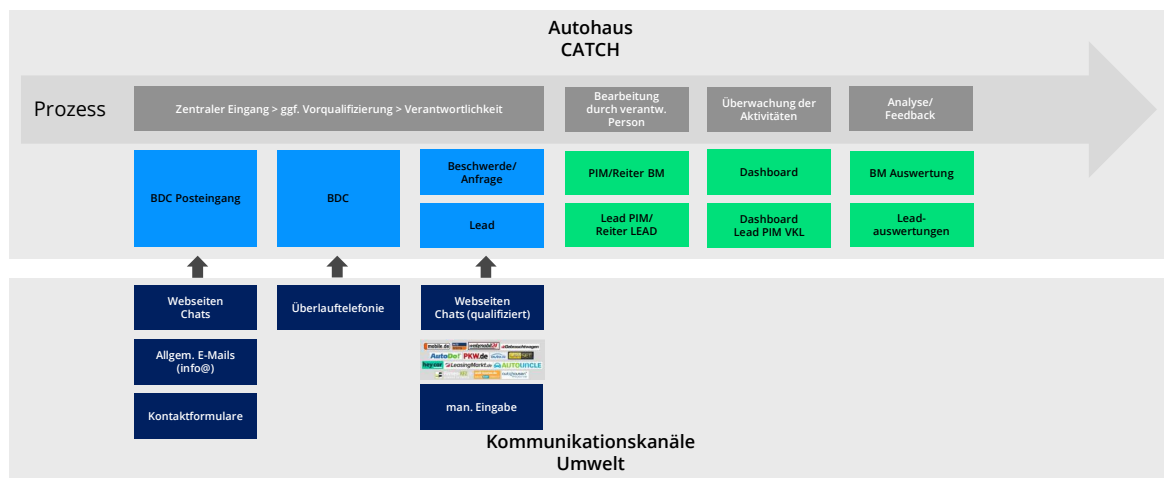 Autohaus
CATCH
Prozess
Zentraler Eingang > ggf. Vorqualifizierung > Verantwortlichkeit
Bearbeitung
durch verantw.
Person
Überwachung der
Aktivitäten
Analyse/
Feedback
BDC Posteingang
BDC
Beschwerde/
Anfrage
Lead
PIM/Reiter BM
Lead PIM/
Reiter LEAD
Dashboard
Dashboard
Lead PIM VKL
BM Auswertung
Lead-
auswertungen
Webseiten
Chats
Allgem. E-Mails
(info@)
Kontaktformulare
Überlauftelefonie
Webseiten
Chats (qualifiziert)
mobile.de
AutoDo! PKW.de
heycar LeasingMarkt.de AUTOUNCLE
man. Eingabe
Kommunikationskanäle
Umwelt